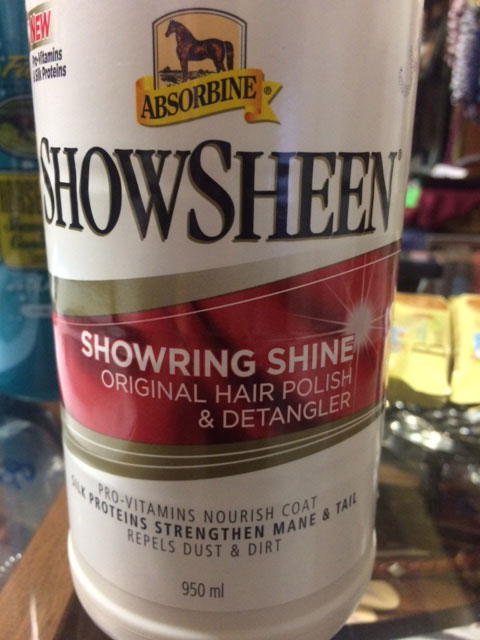 NEW
Pro-Vitamins
& Silk Proteins
ABSORBINE®
SHOWSHEEN®
SHOWRING SHINE
ORIGINAL HAIR POLISH
& DETANGLER
PRO-VITAMINS NOURISH COAT
SILK PROTEINS STRENGTHEN MANE & TAIL
REPELS DUST & DIRT
950 ml